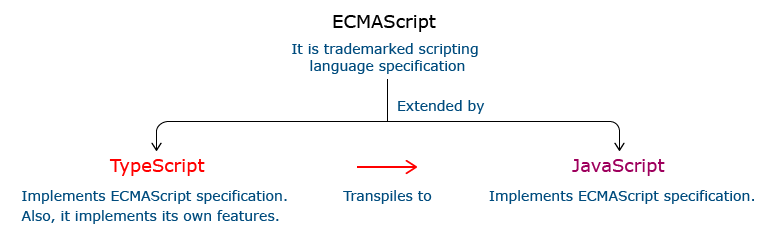 ECMAScript
It is trademarked scripting
language specification
Extended by
TypeScript
JavaScript
Implements ECMAScript specification.
Also, it implements its own features.
Transpiles to
Implements ECMAScript specification.